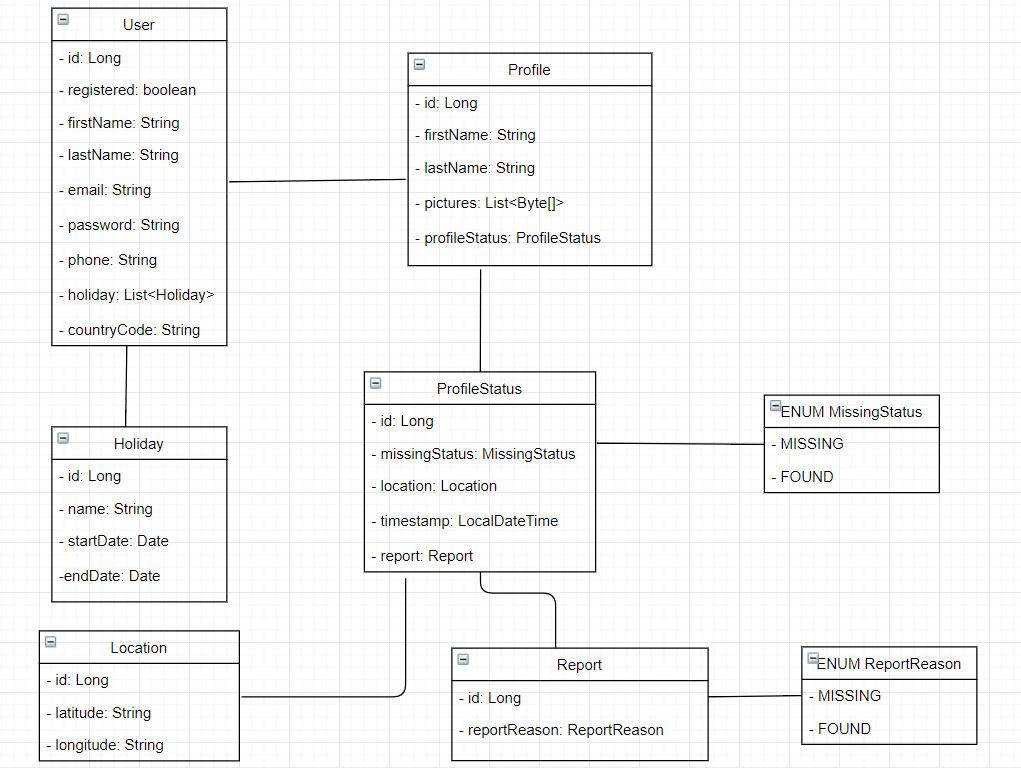 User
- id: Long
- registered: boolean
- firstName: String
- lastName: String
- email: String
- password: String
- phone: String
- holiday: List<Holiday>
- countryCode: String
Profile
- id: Long
- firstName: String
- lastName: String
- pictures: List<Byte[]>
- profileStatus: ProfileStatus
Holiday
- id: Long
- name: String
- startDate: Date
-endDate: Date
ProfileStatus
- id: Long
- missingStatus: MissingStatus
- location: Location
- timestamp: LocalDateTime
- report: Report
ENUM MissingStatus
- MISSING
- FOUND
Location
- id: Long
- latitude: String
- longitude: String
Report
- id: Long
- reportReason: ReportReason
ENUM ReportReason
- MISSING
- FOUND